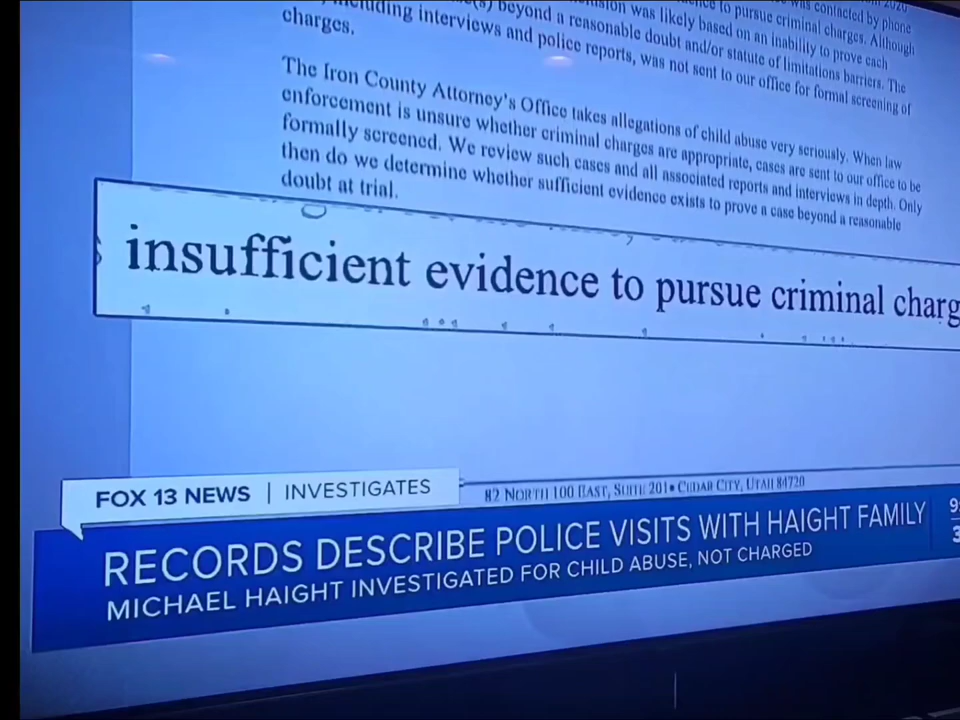 was contacted by phone
to pursue criminal charges. Although
was likely based on an inability to prove each
beyond a reasonable doubt and/or statute of limitations barriers. The
interviews and police reports, was not sent to our office for formal screening of
charges.
The Iron County Attorney's Office takes allegations of child abuse very seriously. When law
enforcement is unsure whether criminal charges are appropriate, cases are sent to our office to be
formally screened. We review such cases and all associated reports and interviews in depth. Only
then do we determine whether sufficient evidence exists to prove a case beyond a reasonable
doubt at trial.
insufficient evidence to pursue criminal charg
82 NORTH 100 EAST, SUITE 201• CEDAR CITY, UTAH 84720
FOX 13 NEWS | INVESTIGATES
RECORDS DESCRIBE POLICE VISITS WITH HAIGHT FAMILY
MICHAEL HAIGHT INVESTIGATED FOR CHILD ABUSE, NOT CHARGED